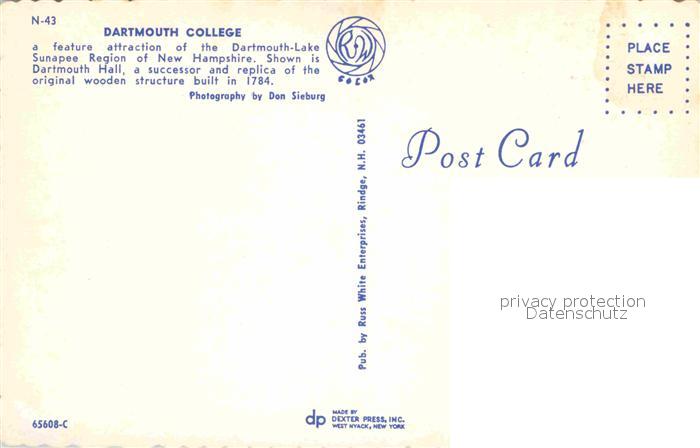 N-43
DARTMOUTH COLLEGE
a feature attraction of the Dartmouth-Lake
Sunapee Region of New Hampshire. Shown is
Dartmouth Hall, a successor and replica of the
original wooden structure built in 1784.
Photography by Don Sieburg
COLOR
PLACE
STAMP
HERE
Post Card
Pub. by Russ White Enterprises, Rindge, N.H. 03461
privacy protection
Datenschutz
65608-C
dp
MADE BY
DEXTER PRESS, INC.
WEST NYACK, NEW YORK